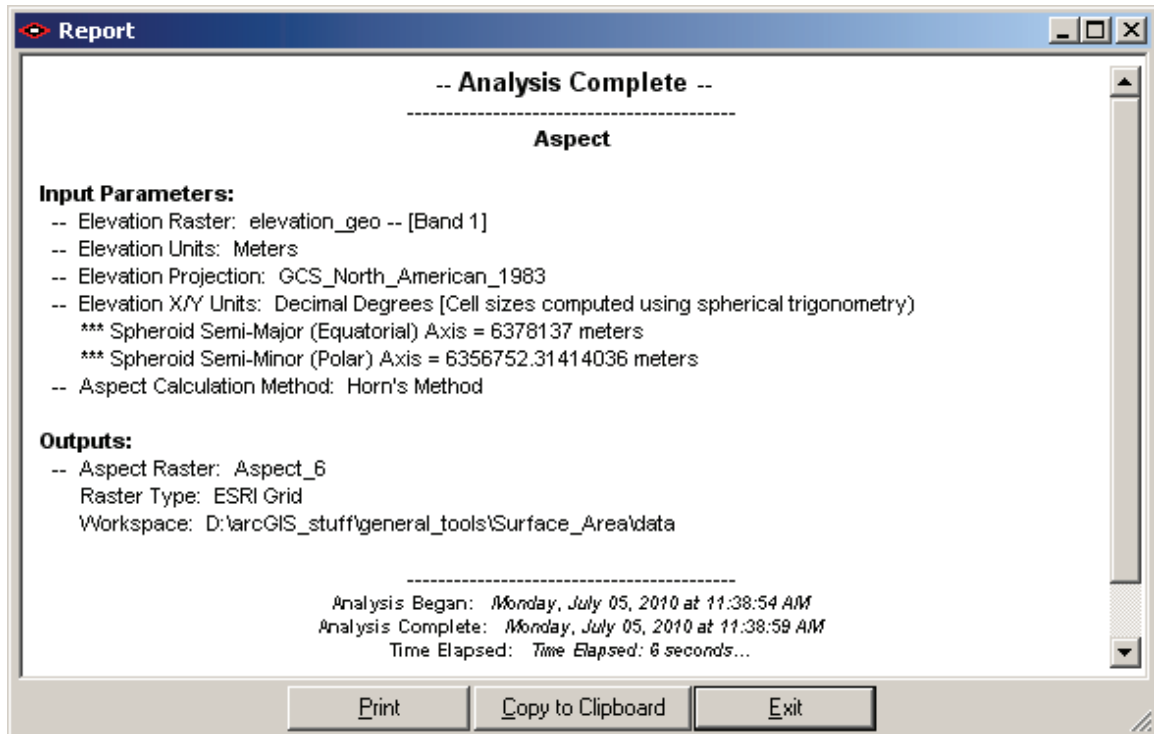 Report
-- Analysis Complete --
------------------------------------------
Aspect
Input Parameters:
-- Elevation Raster: elevation_geo -- [Band 1]
-- Elevation Units: Meters
-- Elevation Projection: GCS_North_American_1983
-- Elevation X/Y Units: Decimal Degrees [Cell sizes computed using spherical trigonometry)
*** Spheroid Semi-Major (Equatorial) Axis = 6378137 meters
*** Spheroid Semi-Minor (Polar) Axis = 6356752.31414036 meters
-- Aspect Calculation Method: Horn's Method
Outputs:
-- Aspect Raster: Aspect_6
Raster Type: ESRI Grid
Workspace: D:\arcGIS_stuff\general_tools\Surface_Area\data
------------------------------------------
Analysis Began: Monday, July 05, 2010 at 11:38:54 AM
Analysis Complete: Monday, July 05, 2010 at 11:38:59 AM
Time Elapsed: Time Elapsed: 6 seconds...
Print Copy to Clipboard Exit